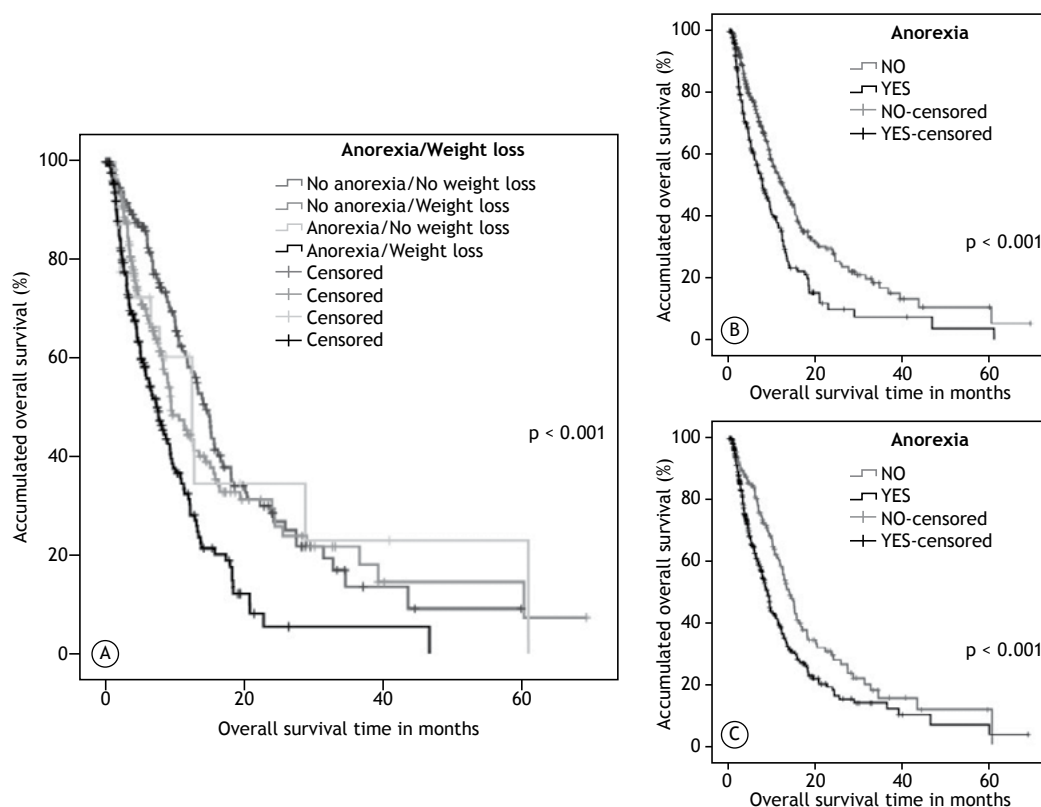 Accumulated overall survival (%)
100
80
60
40
20
0
Anorexia/Weight loss
No anorexia/No weight loss
No anorexia/Weight loss
Anorexia/No weight loss
Anorexia/Weight loss
Censored
Censored
Censored
Censored
p < 0.001
A
0
20
40
60
Overall survival time in months
Accumulated overall survival (%)
100
80
60
40
20
0
Anorexia
NO
YES
NO-censored
YES-censored
p < 0.001
B
0
20
40
60
Overall survival time in months
Accumulated overall survival (%)
100
80
60
40
20
0
Anorexia
NO
YES
NO-censored
YES-censored
p < 0.001
C
0
20
40
60
Overall survival time in months